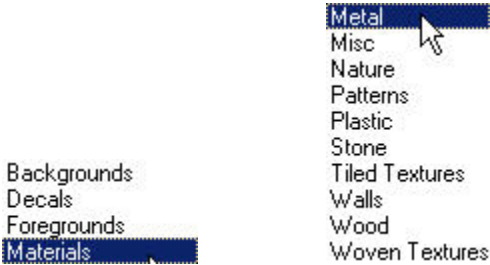 Backgrounds
Decals
Foregrounds
Materials
Metal
Misc
Nature
Patterns
Plastic
Stone
Tiled Textures
Walls
Wood
Woven Textures